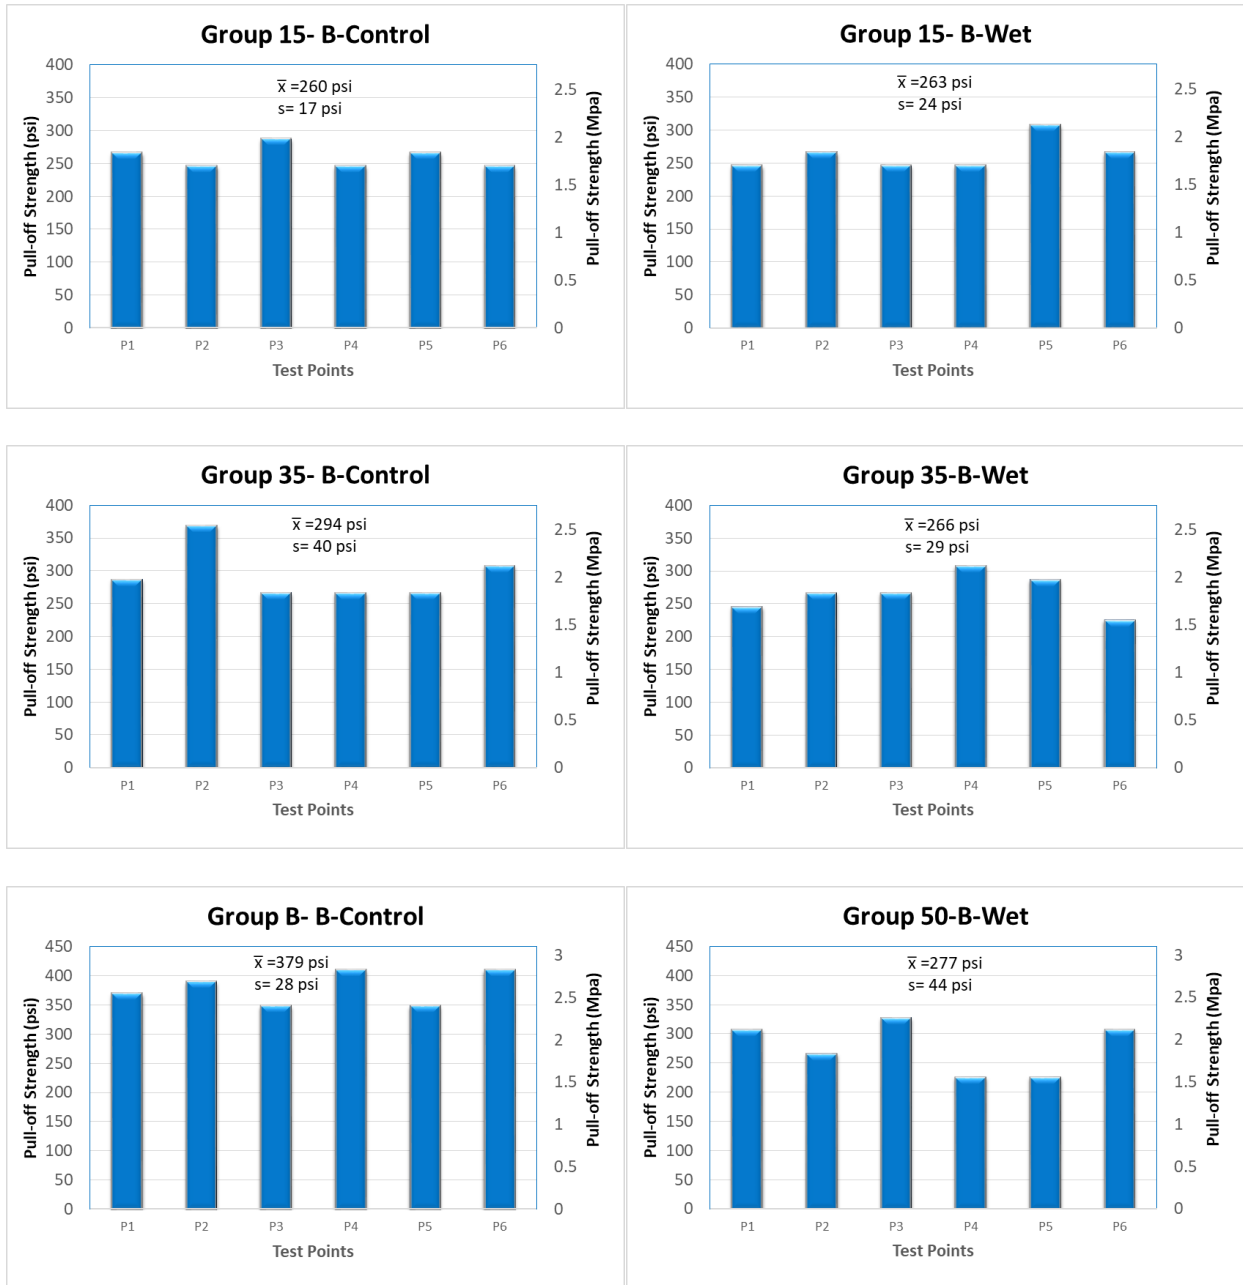 Group 15- B-Control
x̅ =260 psi
s= 17 psi
Pull-off Strength (psi)
400
350
300
250
200
150
100
50
0
Pull-off Strength (Mpa)
2.5
2
1.5
1
0.5
0
P1 P2 P3 P4 P5 P6
Test Points
Group 15- B-Wet
x̅ =263 psi
s= 24 psi
Pull-off Strength (psi)
400
350
300
250
200
150
100
50
0
Pull-off Strength (Mpa)
2.5
2
1.5
1
0.5
0
P1 P2 P3 P4 P5 P6
Test Points
Group 35- B-Control
x̅ =294 psi
s= 40 psi
Pull-off Strength (psi)
400
350
300
250
200
150
100
50
0
Pull-off Strength (Mpa)
2.5
2
1.5
1
0.5
0
P1 P2 P3 P4 P5 P6
Test Points
Group 35-B-Wet
x̅ =266 psi
s= 29 psi
Pull-off Strength (psi)
400
350
300
250
200
150
100
50
0
Pull-off Strength (Mpa)
2.5
2
1.5
1
0.5
0
P1 P2 P3 P4 P5 P6
Test Points
Group B- B-Control
x̅ =379 psi
s= 28 psi
Pull-off Strength (psi)
450
400
350
300
250
200
150
100
50
0
Pull-off Strength (Mpa)
3
2.5
2
1.5
1
0.5
0
P1 P2 P3 P4 P5 P6
Test Points
Group 50-B-Wet
x̅ =277 psi
s= 44 psi
Pull-off Strength (psi)
450
400
350
300
250
200
150
100
50
0
Pull-off Strength (Mpa)
3
2.5
2
1.5
1
0.5
0
P1 P2 P3 P4 P5 P6
Test Points